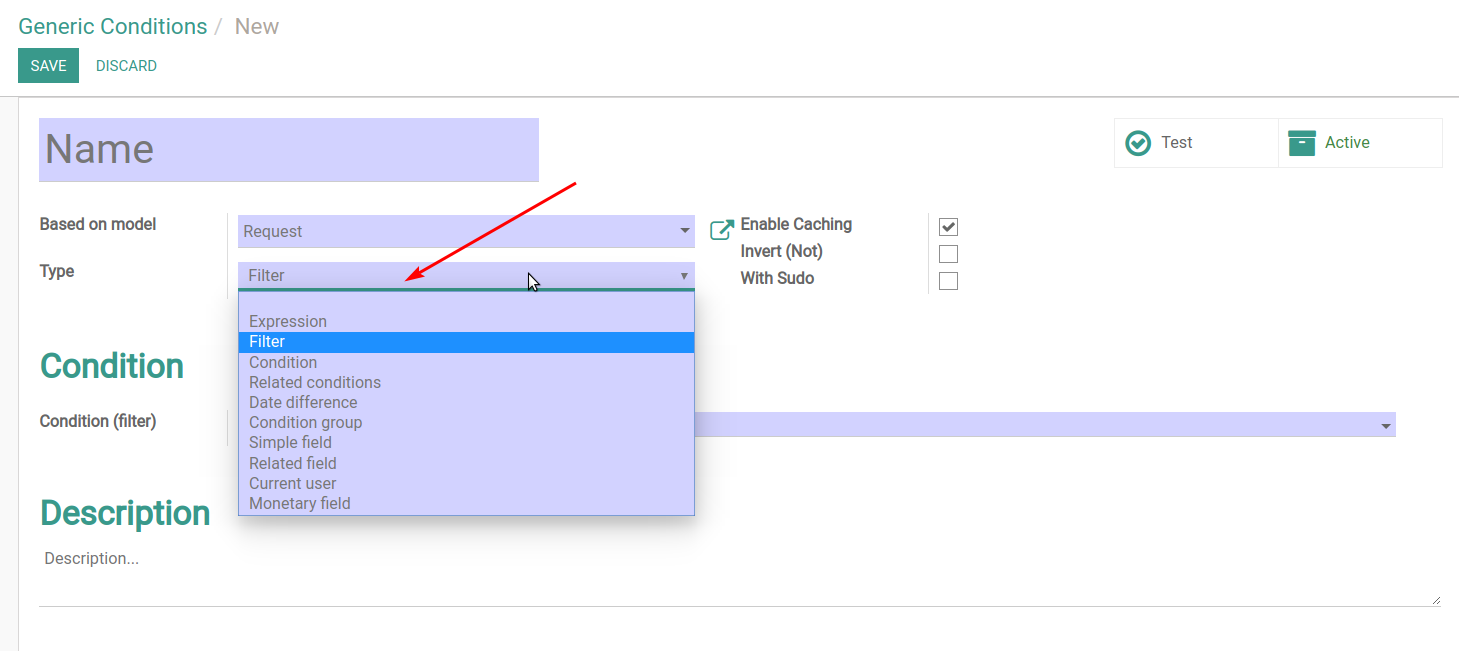 Generic Conditions / New
SAVE DISCARD
Name
Test Active
Based on model Request Enable Caching
Invert (Not)
Type Filter With Sudo
Expression
Filter
Condition
Related conditions
Date difference
Condition group
Simple field
Related field
Current user
Monetary field
Condition
Condition (filter)
Description
Description...